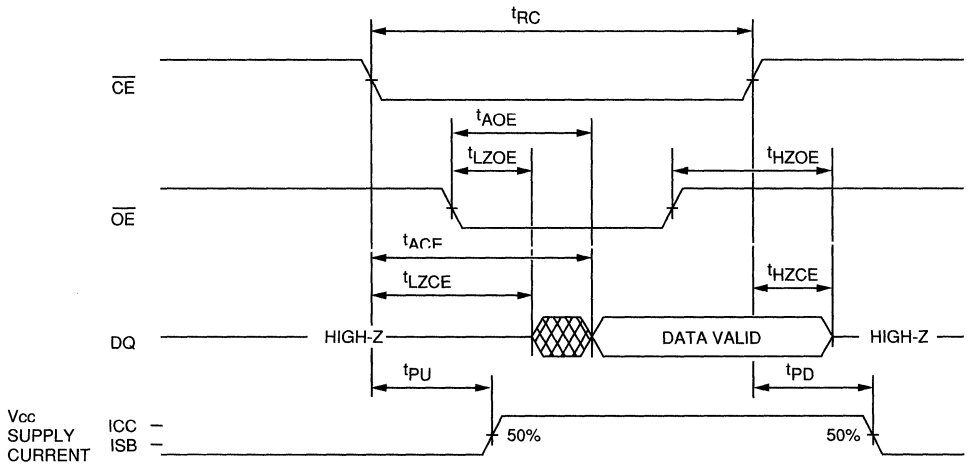 tRC
CE
tAOE
tLZOE
tHZOE
OE
tACE
tLZCE
tHZCE
DQ
HIGH-Z
DATA VALID
HIGH-Z
tPU
tPD
Vcc
SUPPLY
CURRENT
ICC
ISB
50%
50%